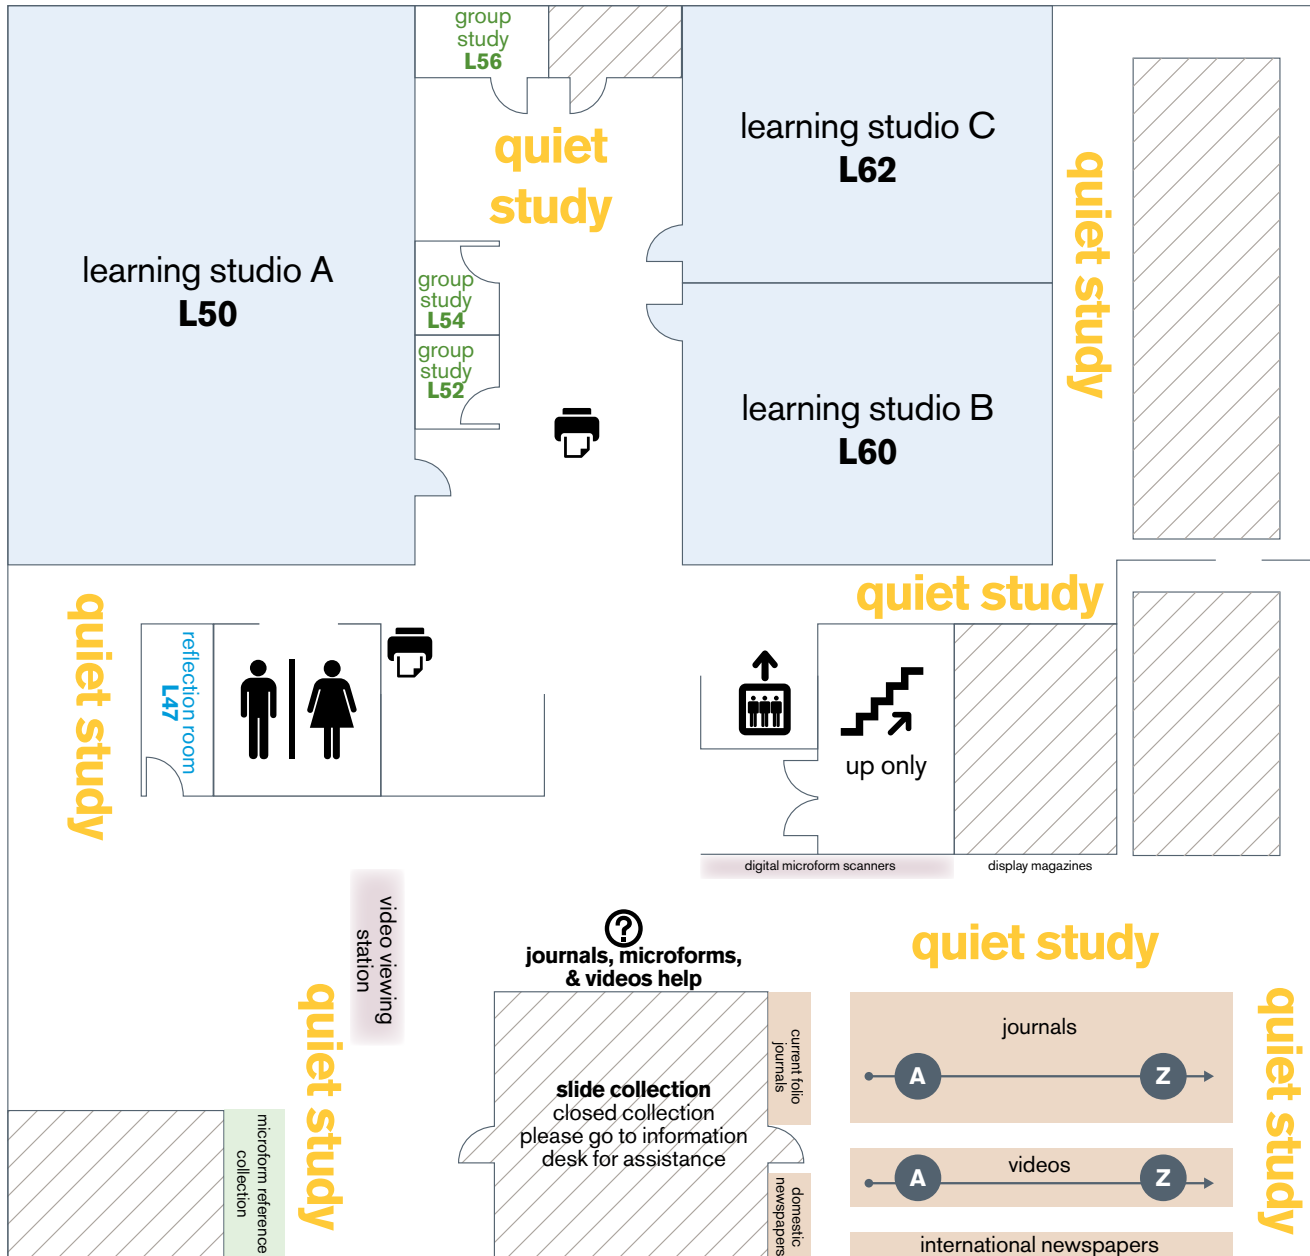 group
study
L56
quiet
study
learning studio C
L62
quiet study
learning studio A
L50
group
study
L54
group
study
L52
learning studio B
L60
quiet study
quiet study
reflection room
L47
up only
digital microform scanners
display magazines
video viewing
station
?
journals, microforms,
& videos help
quiet study
quiet study
quiet study
current folio
journals
journals
A
Z
slide collection
closed collection
please go to information
desk for assistance
microform reference
collection
domestic
newspapers
videos
A
Z
international newspapers